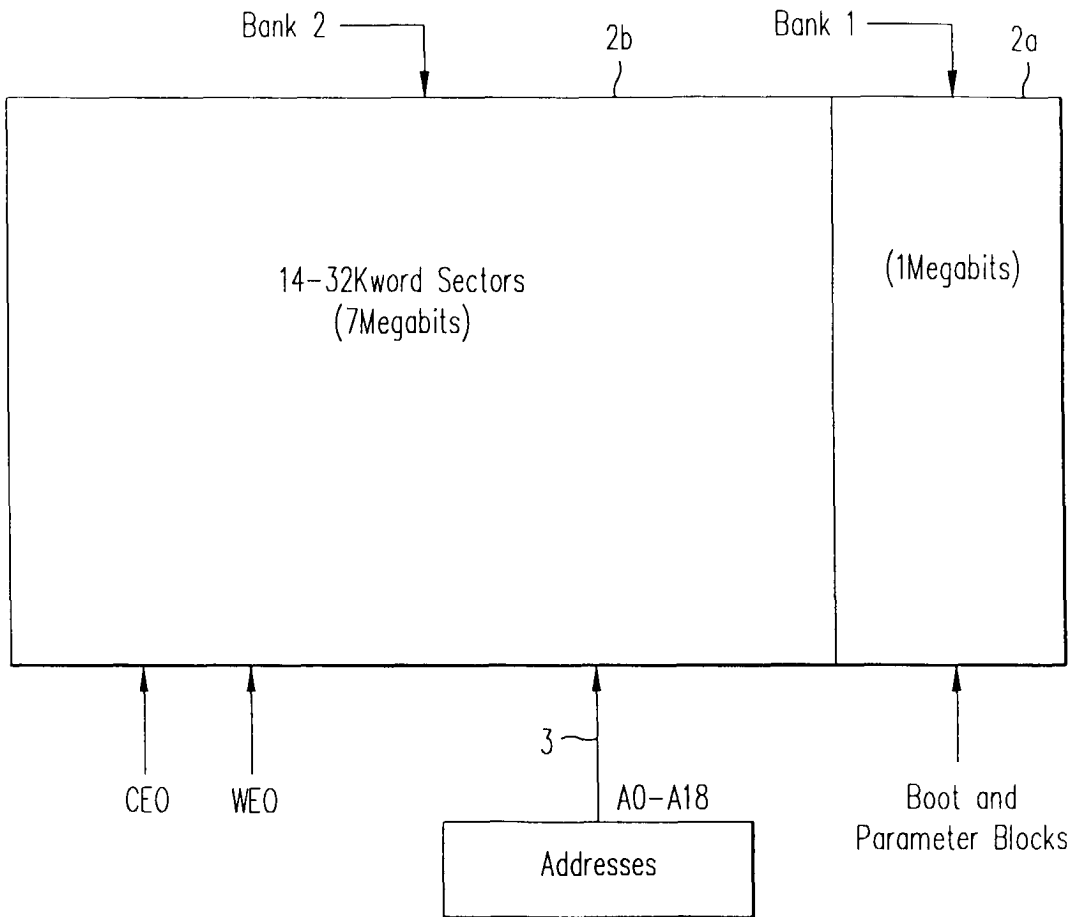 Bank 2
2b
Bank 1
2a
14-32Kword Sectors
(7Megabits)
(1Megabits)
3
CEO
WEO
A0-A18
Boot and
Parameter Blocks
Addresses